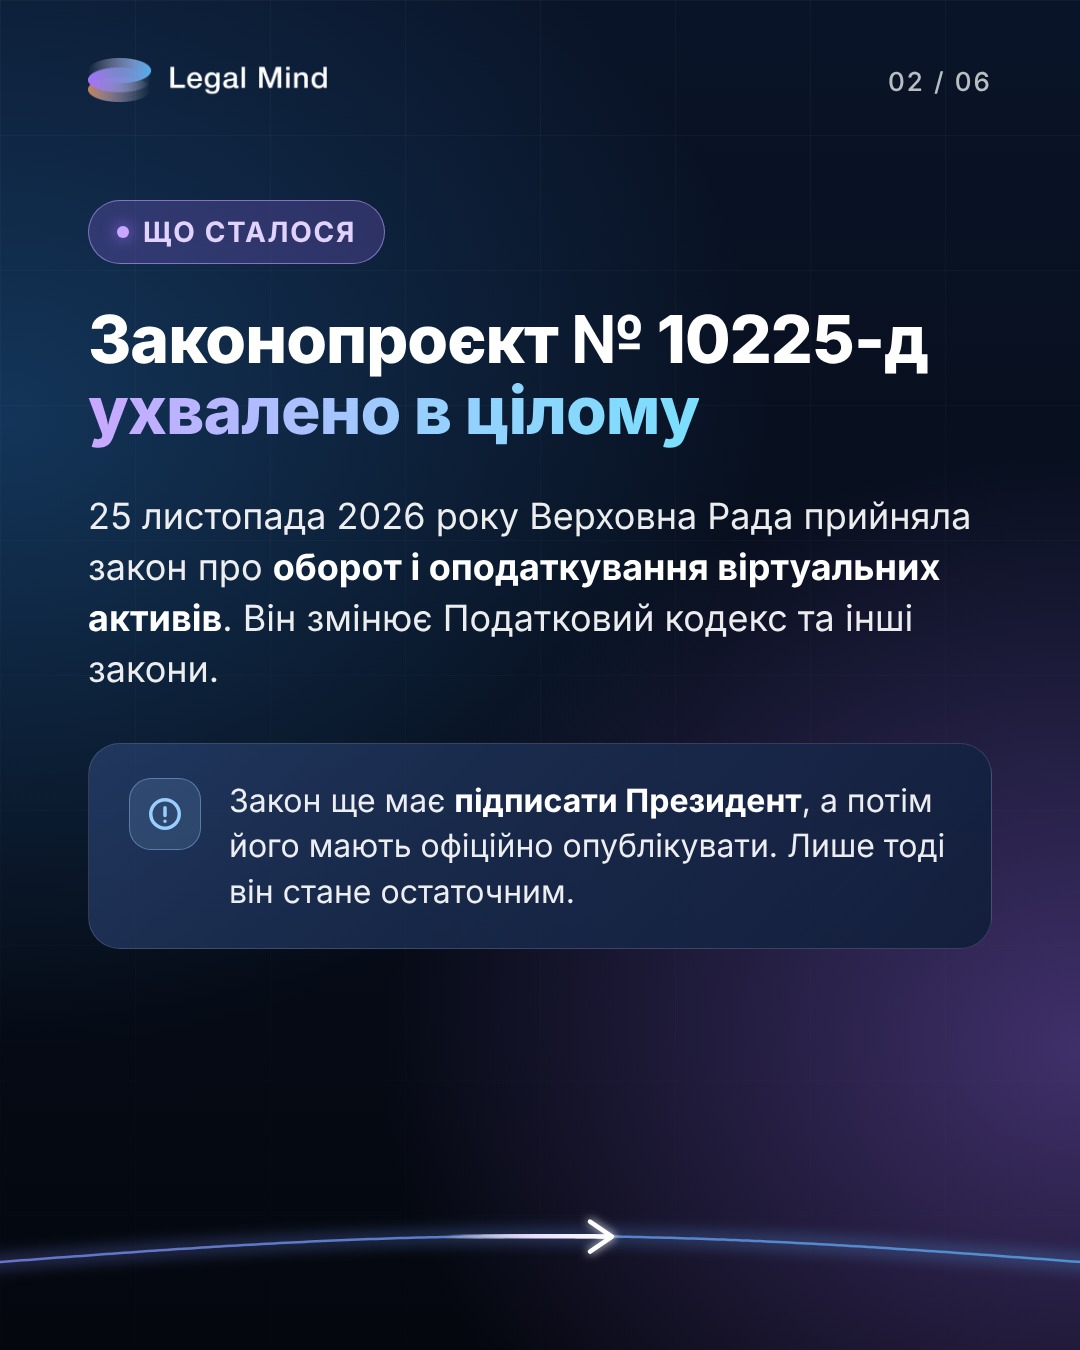 Legal Mind
02 / 06
ЩО СТАЛОСЯ
Законопроєкт № 10225-д
ухвалено в цілому
25 листопада 2026 року Верховна Рада прийняла
закон про оборот і оподаткування віртуальних
активів. Він змінює Податковий кодекс та інші
закони.
Закон ще має підписати Президент, а потім
його мають офіційно опублікувати. Лише тоді
він стане остаточним.